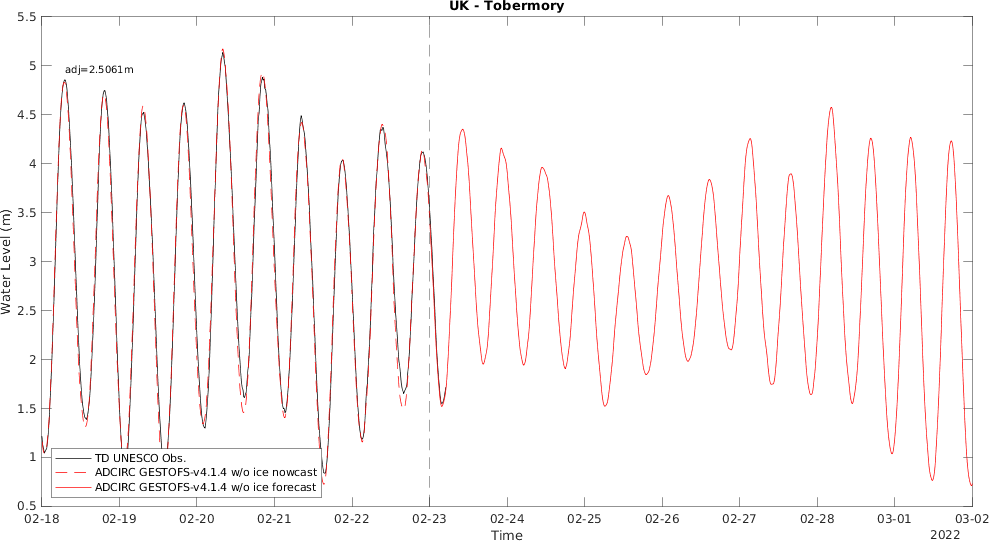 UK - Tobermory
5.5
5
4.5
4
3.5
3
2.5
2
1.5
1
0.5
Water Level (m)
adj=2.5061m
TD UNESCO Obs.
ADCIRC GESTOFS-v4.1.4 w/o ice nowcast
ADCIRC GESTOFS-v4.1.4 w/o ice forecast
02-18 02-19 02-20 02-21 02-22 02-23 02-24 02-25 02-26 02-27 02-28 03-01 03-02
Time
2022